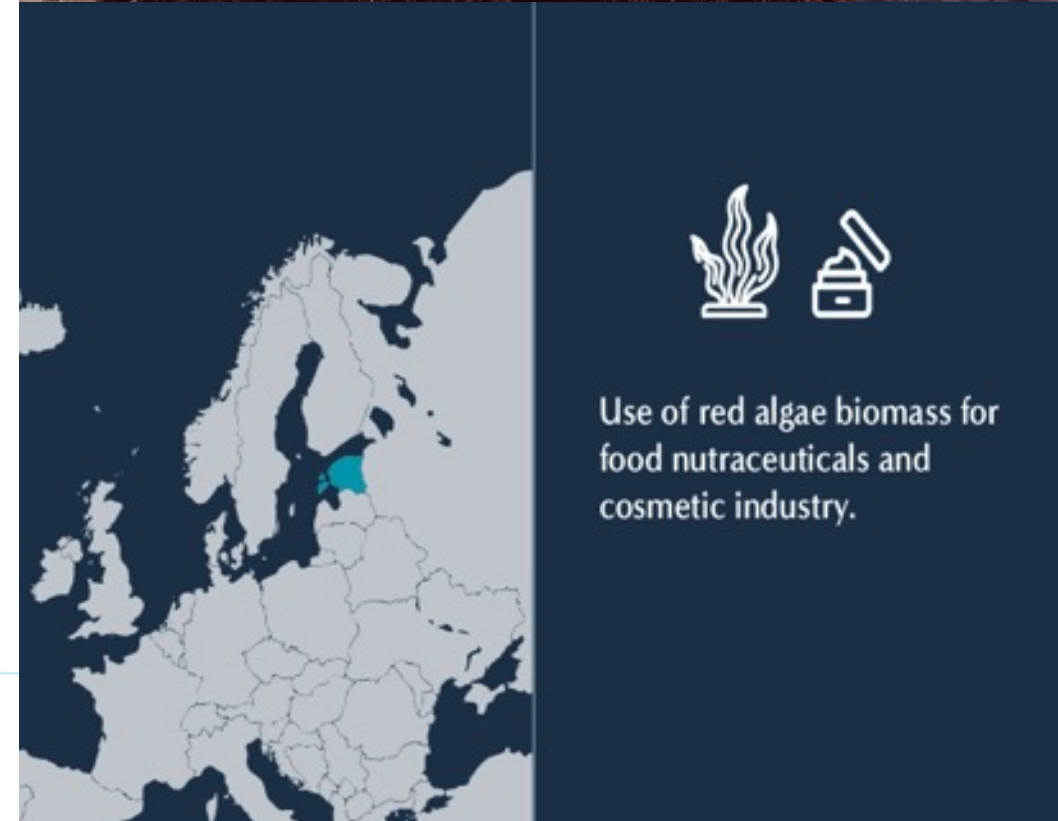 Use of red algae biomass for
food nutraceuticals and
cosmetic industry.